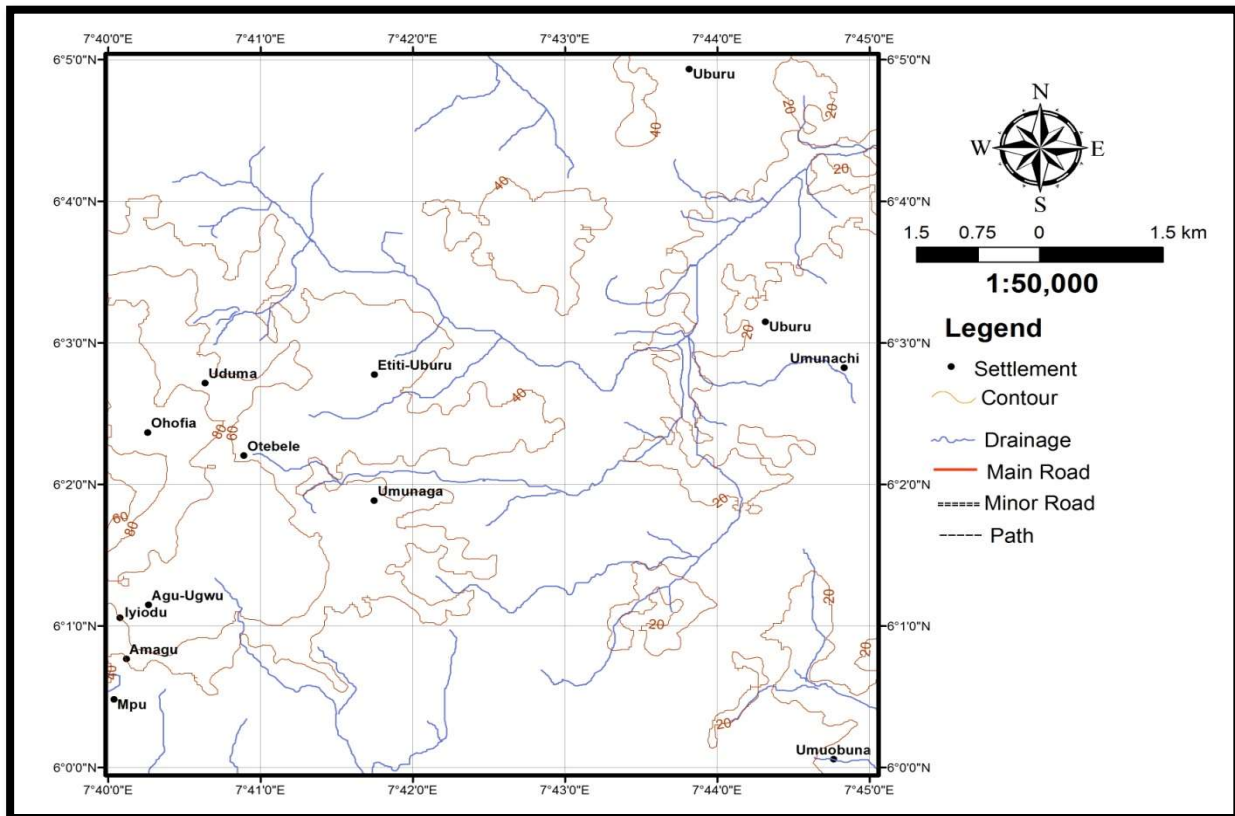 7°40'0"E 7°41'0"E 7°42'0"E 7°43'0"E 7°44'0"E 7°45'0"E
6°5'0"N 6°5'0"N
Uburu
20 20
40
20
40
6°4'0"N 6°4'0"N
Uburu
20
6°3'0"N 6°3'0"N
Umunachi
Etiti-Uburu
Uduma
40
Ohofia
80 60
Otebele
6°2'0"N 6°2'0"N
Umunaga
20
60
80
Agu-Ugwu
Iyiodu
20
6°1'0"N 6°1'0"N
20
Amagu
20
40
Mpu
20
Umuobuna
6°0'0"N 6°0'0"N
7°40'0"E 7°41'0"E 7°42'0"E 7°43'0"E 7°44'0"E 7°45'0"E
N
W E
S
1.5 0.75 0 1.5 km
1:50,000
Legend
Settlement
Contour
Drainage
Main Road
Minor Road
Path